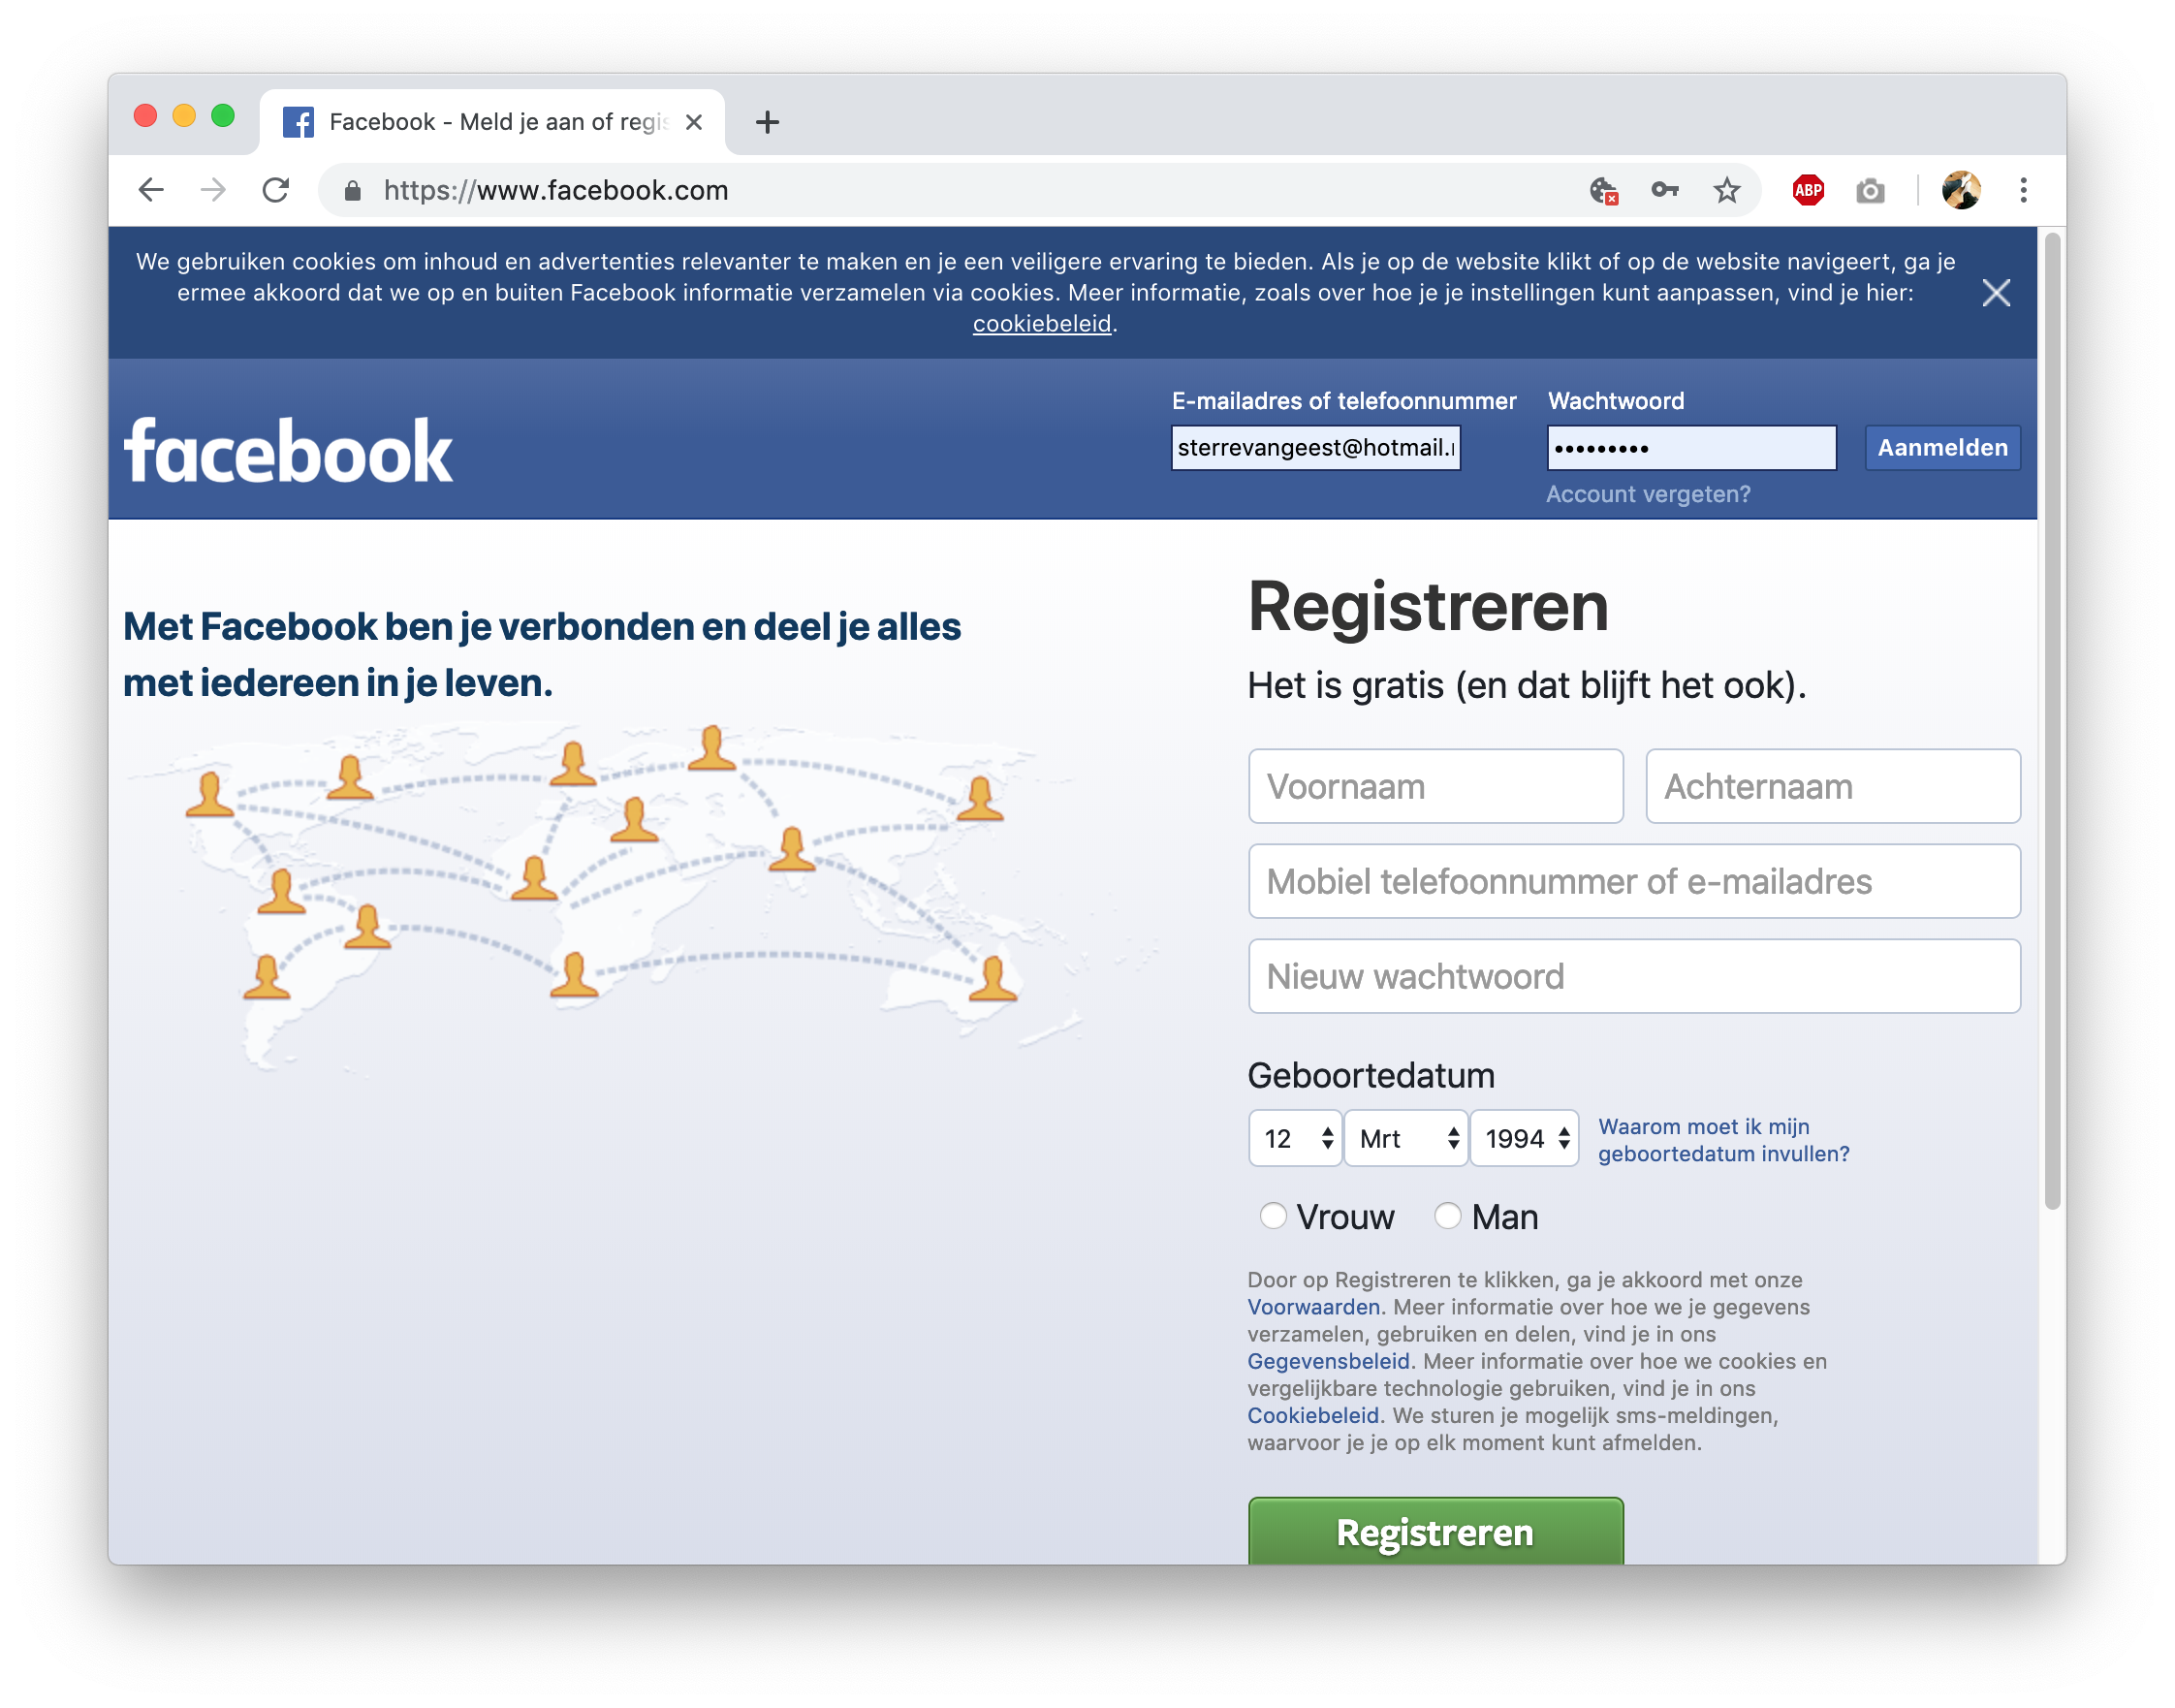 Facebook - Meld je aan of regis
https://www.facebook.com
ABP
We gebruiken cookies om inhoud en advertenties relevanter te maken en je een veiligere ervaring te bieden. Als je op de website klikt of op de website navigeert, ga je
ermee akkoord dat we op en buiten Facebook informatie verzamelen via cookies. Meer informatie, zoals over hoe je je instellingen kunt aanpassen, vind je hier:
cookiebeleid.
facebook
E-mailadres of telefoonnummer
Wachtwoord
sterrevangeest@hotmail.
•••••••••
Aanmelden
Account vergeten?
Met Facebook ben je verbonden en deel je alles
met iedereen in je leven.
Registreren
Het is gratis (en dat blijft het ook).
Voornaam
Achternaam
Mobiel telefoonnummer of e-mailadres
Nieuw wachtwoord
Geboortedatum
12
Mrt
1994
Waarom moet ik mijn
geboortedatum invullen?
Vrouw
Man
Door op Registreren te klikken, ga je akkoord met onze
Voorwaarden. Meer informatie over hoe we je gegevens
verzamelen, gebruiken en delen, vind je in ons
Gegevensbeleid. Meer informatie over hoe we cookies en
vergelijkbare technologie gebruiken, vind je in ons
Cookiebeleid. We sturen je mogelijk sms-meldingen,
waarvoor je je op elk moment kunt afmelden.
Registreren